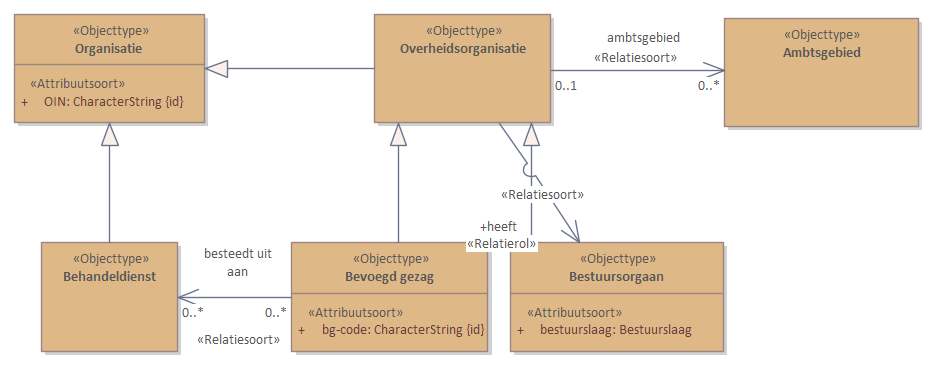 «Objecttype»
Organisatie
«Attribuutsoort»
+ OIN: CharacterString {id}
«Objecttype»
Overheidsorganisatie
ambtsgebied
«Relatiesoort»
0..1
0..*
«Objecttype»
Ambtsgebied
«Relatiesoort»
+heeft
«Relatierol»
«Objecttype»
Behandeldienst
besteedt uit
aan
0..*
0..*
«Relatiesoort»
«Objecttype»
Bevoegd gezag
«Attribuutsoort»
+ bg-code: CharacterString {id}
«Objecttype»
Bestuursorgaan
«Attribuutsoort»
+ bestuurslaag: Bestuurslaag